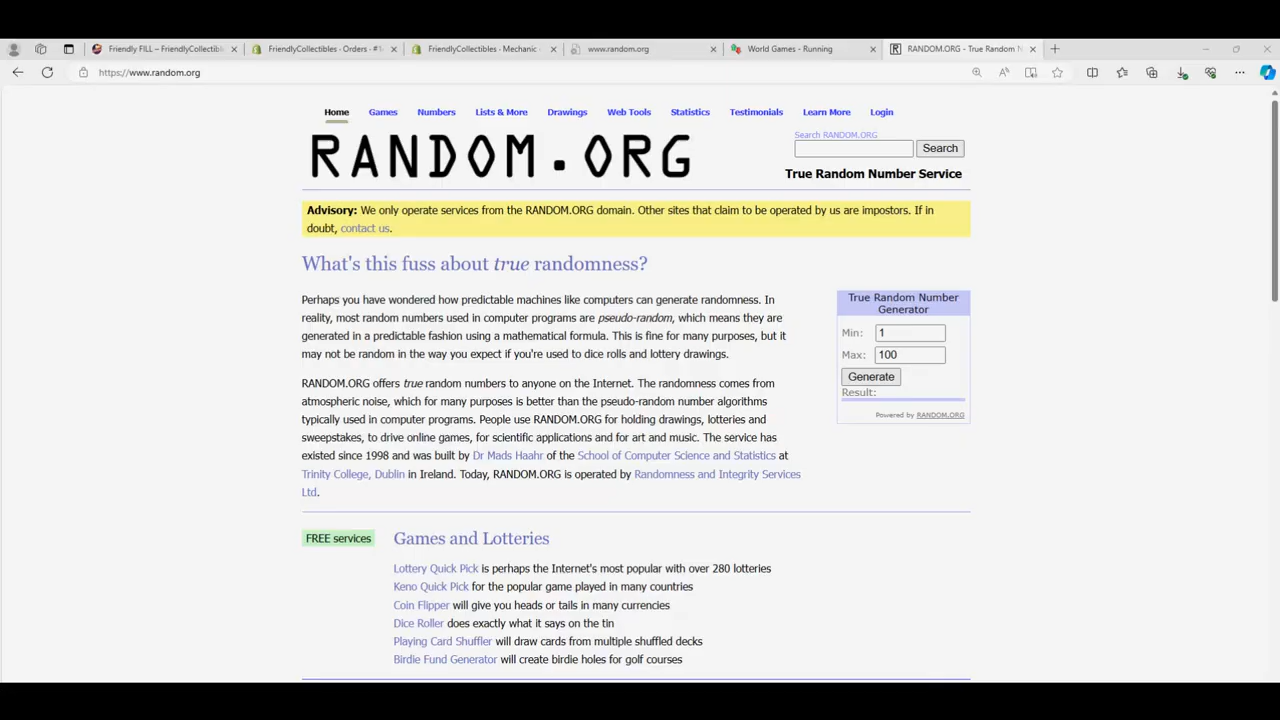 Friendly FILL – FriendlyCollectib
FriendlyCollectibles · Orders · #
FriendlyCollectibles · Mechanic ·
www.random.org
World Games - Running
RANDOM.ORG - True Random N
https://www.random.org
Home Games Numbers Lists & More Drawings Web Tools Statistics Testimonials Learn More Login
RANDOM.ORG
Search RANDOM.ORG
Search
True Random Number Service
Advisory: We only operate services from the RANDOM.ORG domain. Other sites that claim to be operated by us are impostors. If in
doubt, contact us.
What's this fuss about true randomness?
Perhaps you have wondered how predictable machines like computers can generate randomness. In
reality, most random numbers used in computer programs are pseudo-random, which means they are
generated in a predictable fashion using a mathematical formula. This is fine for many purposes, but it
may not be random in the way you expect if you're used to dice rolls and lottery drawings.
RANDOM.ORG offers true random numbers to anyone on the Internet. The randomness comes from
atmospheric noise, which for many purposes is better than the pseudo-random number algorithms
typically used in computer programs. People use RANDOM.ORG for holding drawings, lotteries and
sweepstakes, to drive online games, for scientific applications and for art and music. The service has
existed since 1998 and was built by Dr Mads Haahr of the School of Computer Science and Statistics at
Trinity College, Dublin in Ireland. Today, RANDOM.ORG is operated by Randomness and Integrity Services
Ltd.
True Random Number
Generator
Min: 1
Max: 100
Generate
Result:
Powered by RANDOM.ORG
FREE services
Games and Lotteries
Lottery Quick Pick is perhaps the Internet's most popular with over 280 lotteries
Keno Quick Pick for the popular game played in many countries
Coin Flipper will give you heads or tails in many currencies
Dice Roller does exactly what it says on the tin
Playing Card Shuffler will draw cards from multiple shuffled decks
Birdie Fund Generator will create birdie holes for golf courses